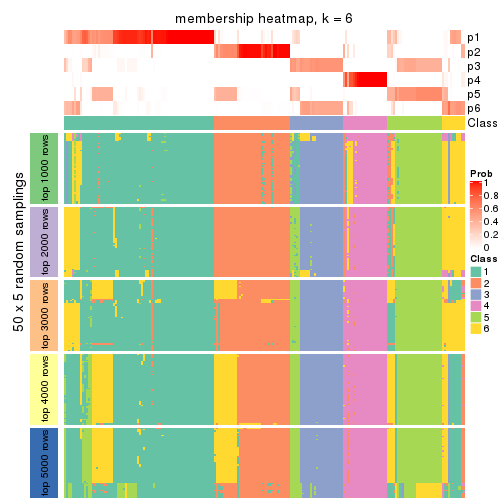 membership heatmap, k = 6
p1
p2
p3
p4
p5
p6
Class
50 x 5 random samplings
top 1000 rows
top 2000 rows
top 3000 rows
top 4000 rows
top 5000 rows
Prob
1
0.8
0.6
0.4
0.2
0
Class
1
2
3
4
5
6